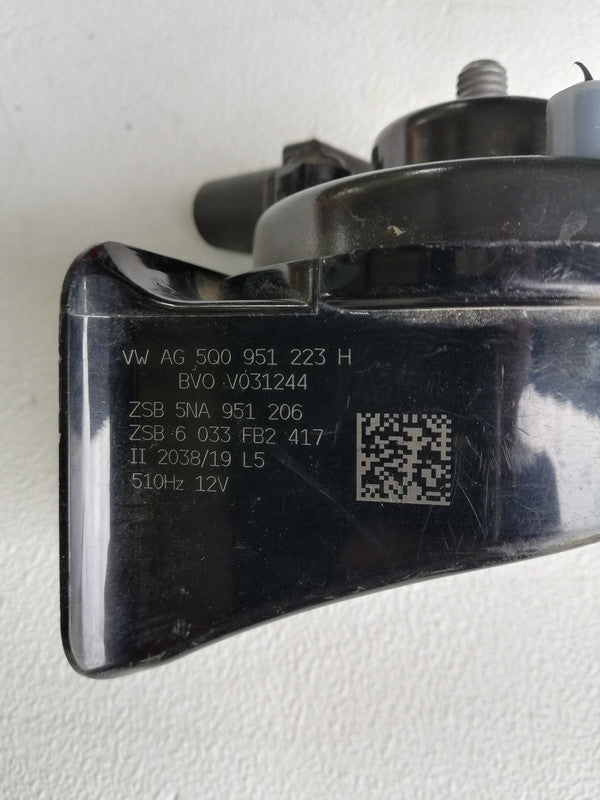 VW AG 5Q0 951 223 H
BVO V031244
ZSB 5NA 951 206
ZSB 6 033 FB2 417
II 2038/19 L5
510Hz 12V